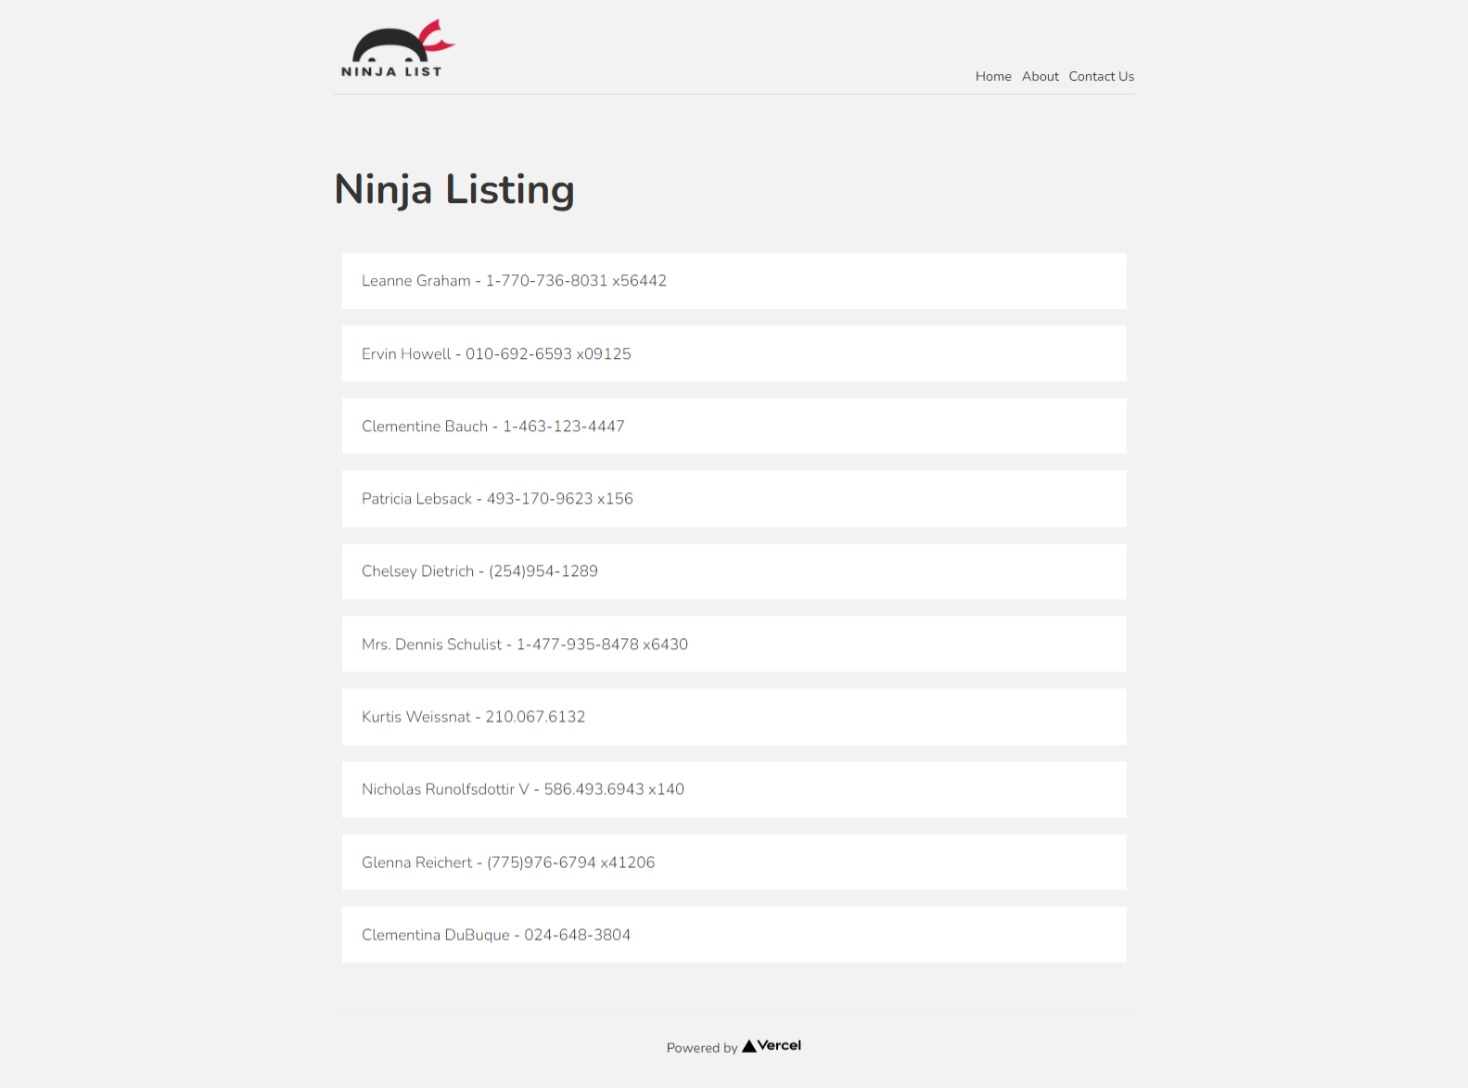 NINJA LIST
Home About Contact Us
Ninja Listing
Leanne Graham - 1-770-736-8031 x56442
Ervin Howell - 010-692-6593 x09125
Clementine Bauch - 1-463-123-4447
Patricia Lebsack - 493-170-9623 x156
Chelsey Dietrich - (254)954-1289
Mrs. Dennis Schulist - 1-477-935-8478 x6430
Kurtis Weissnat - 210.067.6132
Nicholas Runolfsdottir V - 586.493.6943 x140
Glenna Reichert - (775)976-6794 x41206
Clementina DuBuque - 024-648-3804
Powered by Vercel